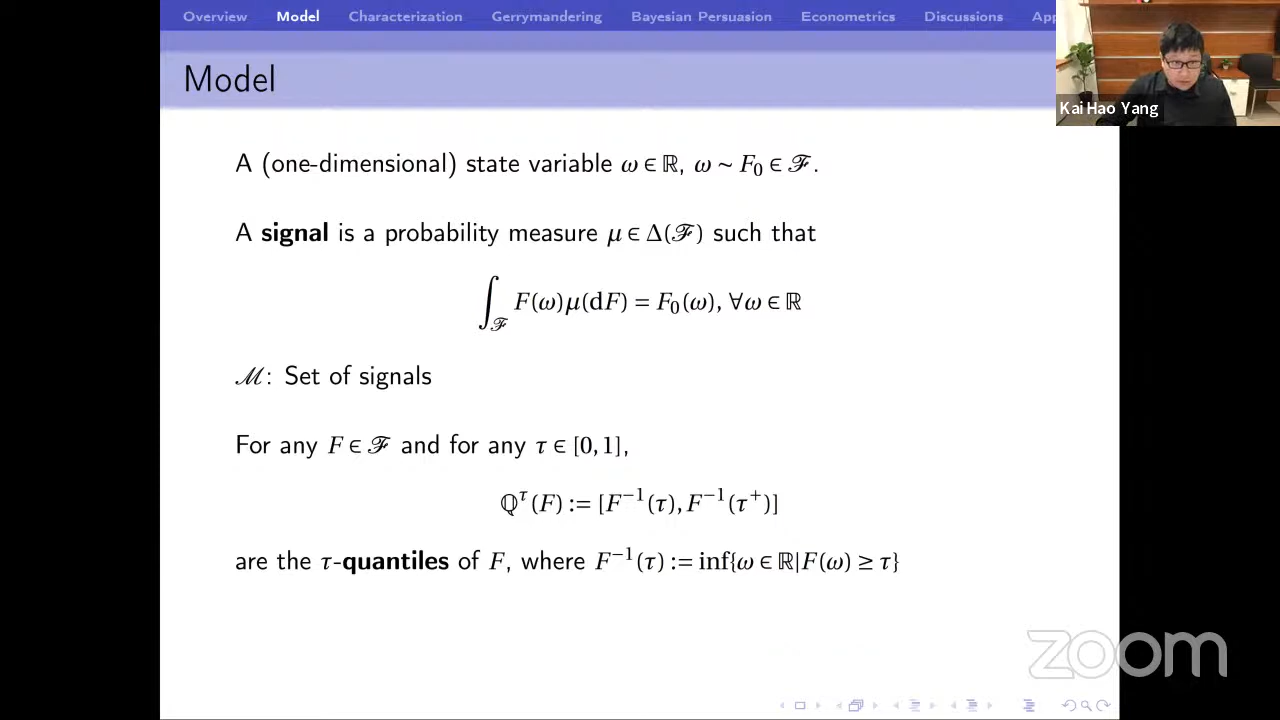 Overview Model Characterization Gerrymandering Bayesian Persuasion Econometrics Discussions App
Model
Kai Hao Yang
A (one-dimensional) state variable ω ∈ ℝ, ω ~ F₀ ∈ ℱ.
A signal is a probability measure μ ∈ Δ(ℱ) such that
∫_ℱ F(ω)μ(dF) = F₀(ω), ∀ω ∈ ℝ
ℳ: Set of signals
For any F ∈ ℱ and for any τ ∈ [0, 1],
ℚ^τ(F) := [F⁻¹(τ), F⁻¹(τ⁺)]
are the τ-quantiles of F, where F⁻¹(τ) := inf{ω ∈ ℝ|F(ω) ≥ τ}
zoom